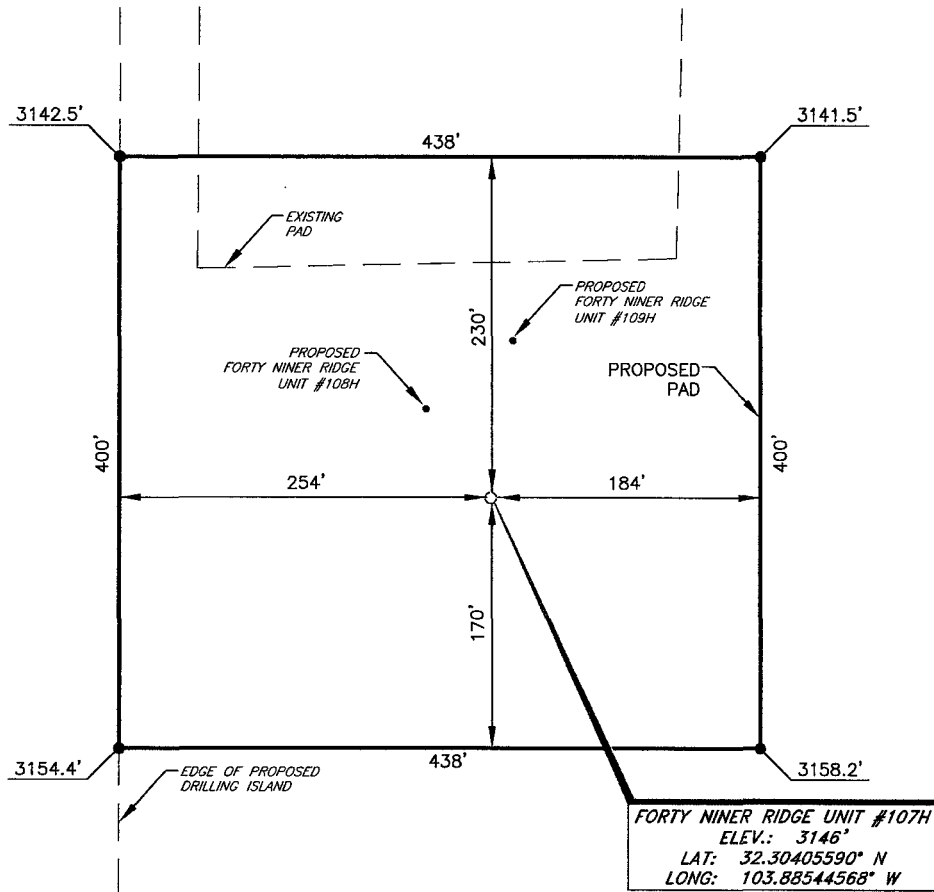 3142.5'
3141.5'
438'
EXISTING
PAD
PROPOSED
FORTY NINER RIDGE
UNIT #109H
230'
PROPOSED
FORTY NINER RIDGE
UNIT #108H
PROPOSED
PAD
400'
400'
254'
184'
170'
3154.4'
438'
3158.2'
EDGE OF PROPOSED
DRILLING ISLAND
FORTY NINER RIDGE UNIT #107H
ELEV.: 3146'
LAT: 32.30405590° N
LONG: 103.88544568° W